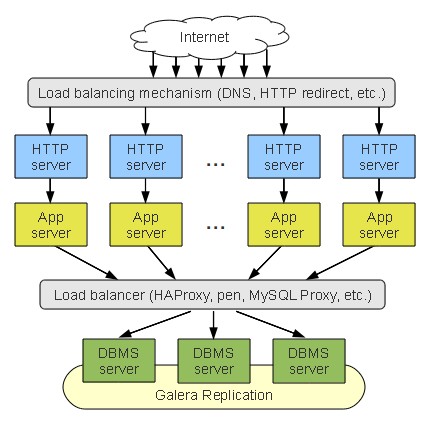 Internet
Load balancing mechanism (DNS, HTTP redirect, etc.)
HTTP
server
HTTP
server
...
HTTP
server
HTTP
server
App
server
App
server
...
App
server
App
server
Load balancer (HAProxy, pen, MySQL Proxy, etc.)
DBMS
server
DBMS
server
DBMS
server
Galera Replication